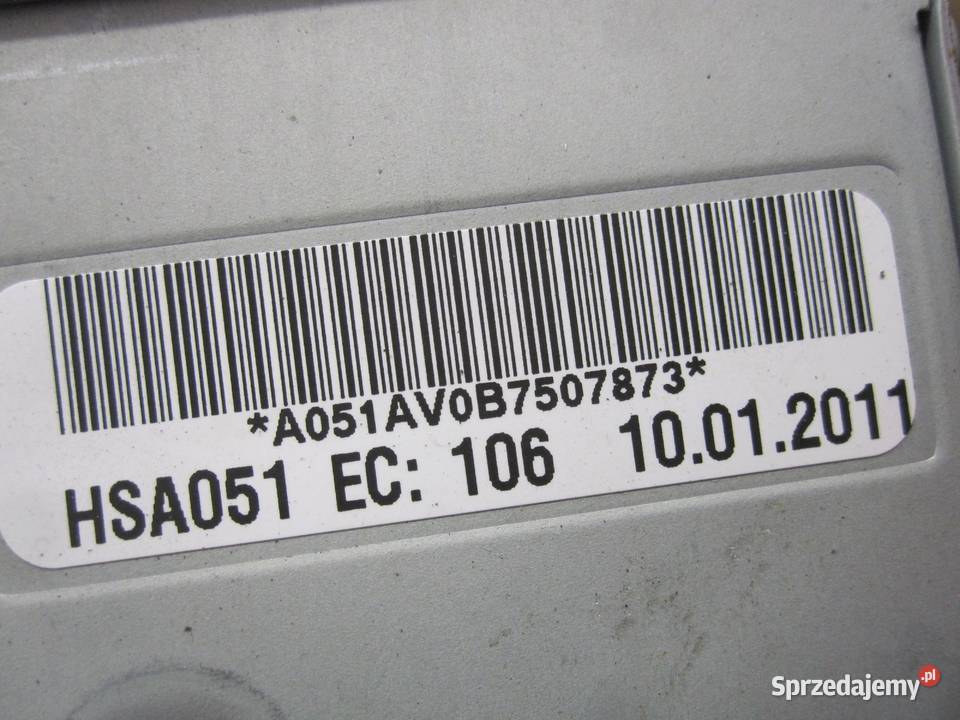 *A051AV0B7507873*
HSA051 EC: 106 10.01.2011
Sprzedajemy.pl